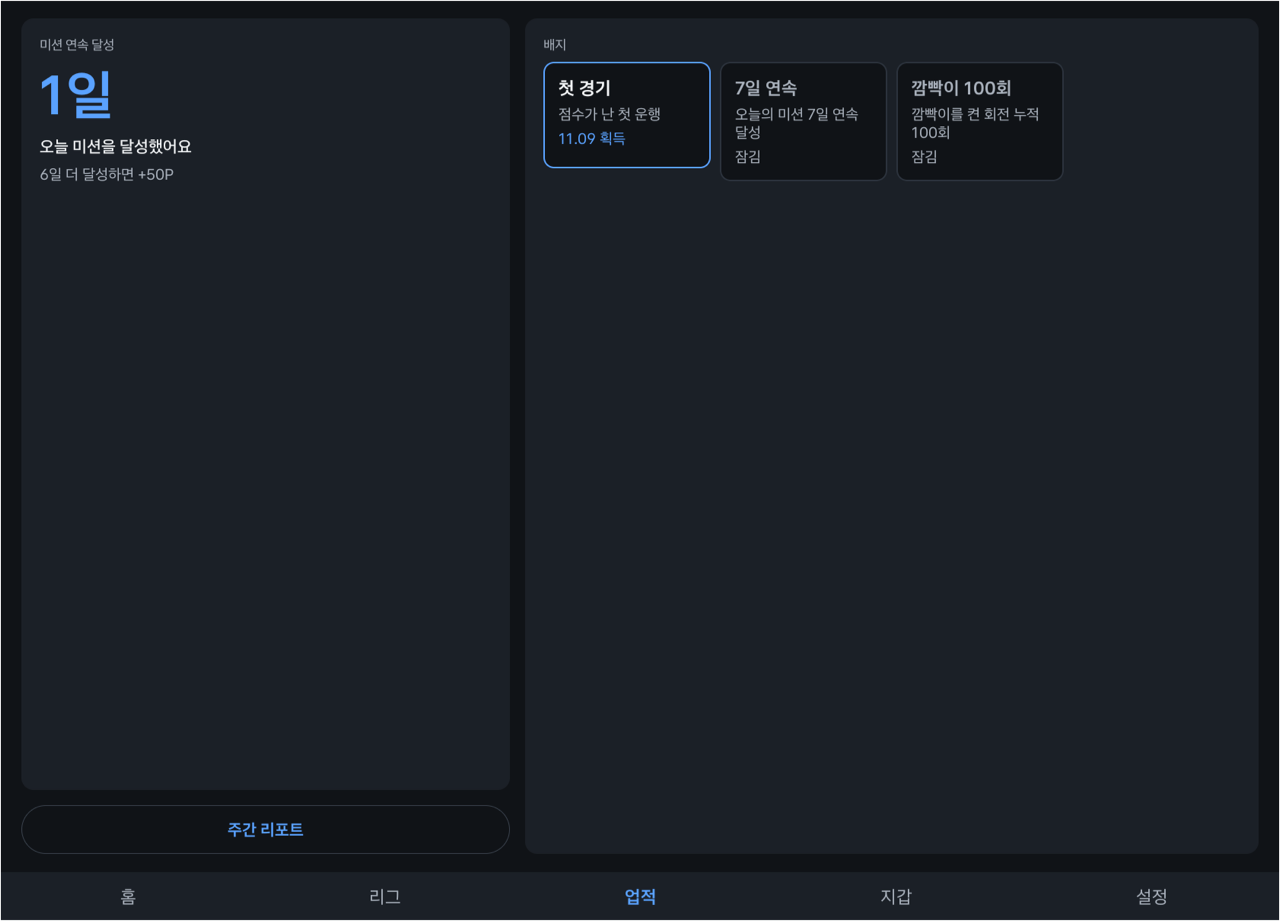 미션 연속 달성
1일
오늘 미션을 달성했어요
6일 더 달성하면 +50P
주간 리포트
배지
첫 경기
점수가 난 첫 운행
11.09 획득
7일 연속
오늘의 미션 7일 연속
달성
잠김
깜빡이 100회
깜빡이를 켠 회전 누적
100회
잠김
홈
리그
업적
지갑
설정